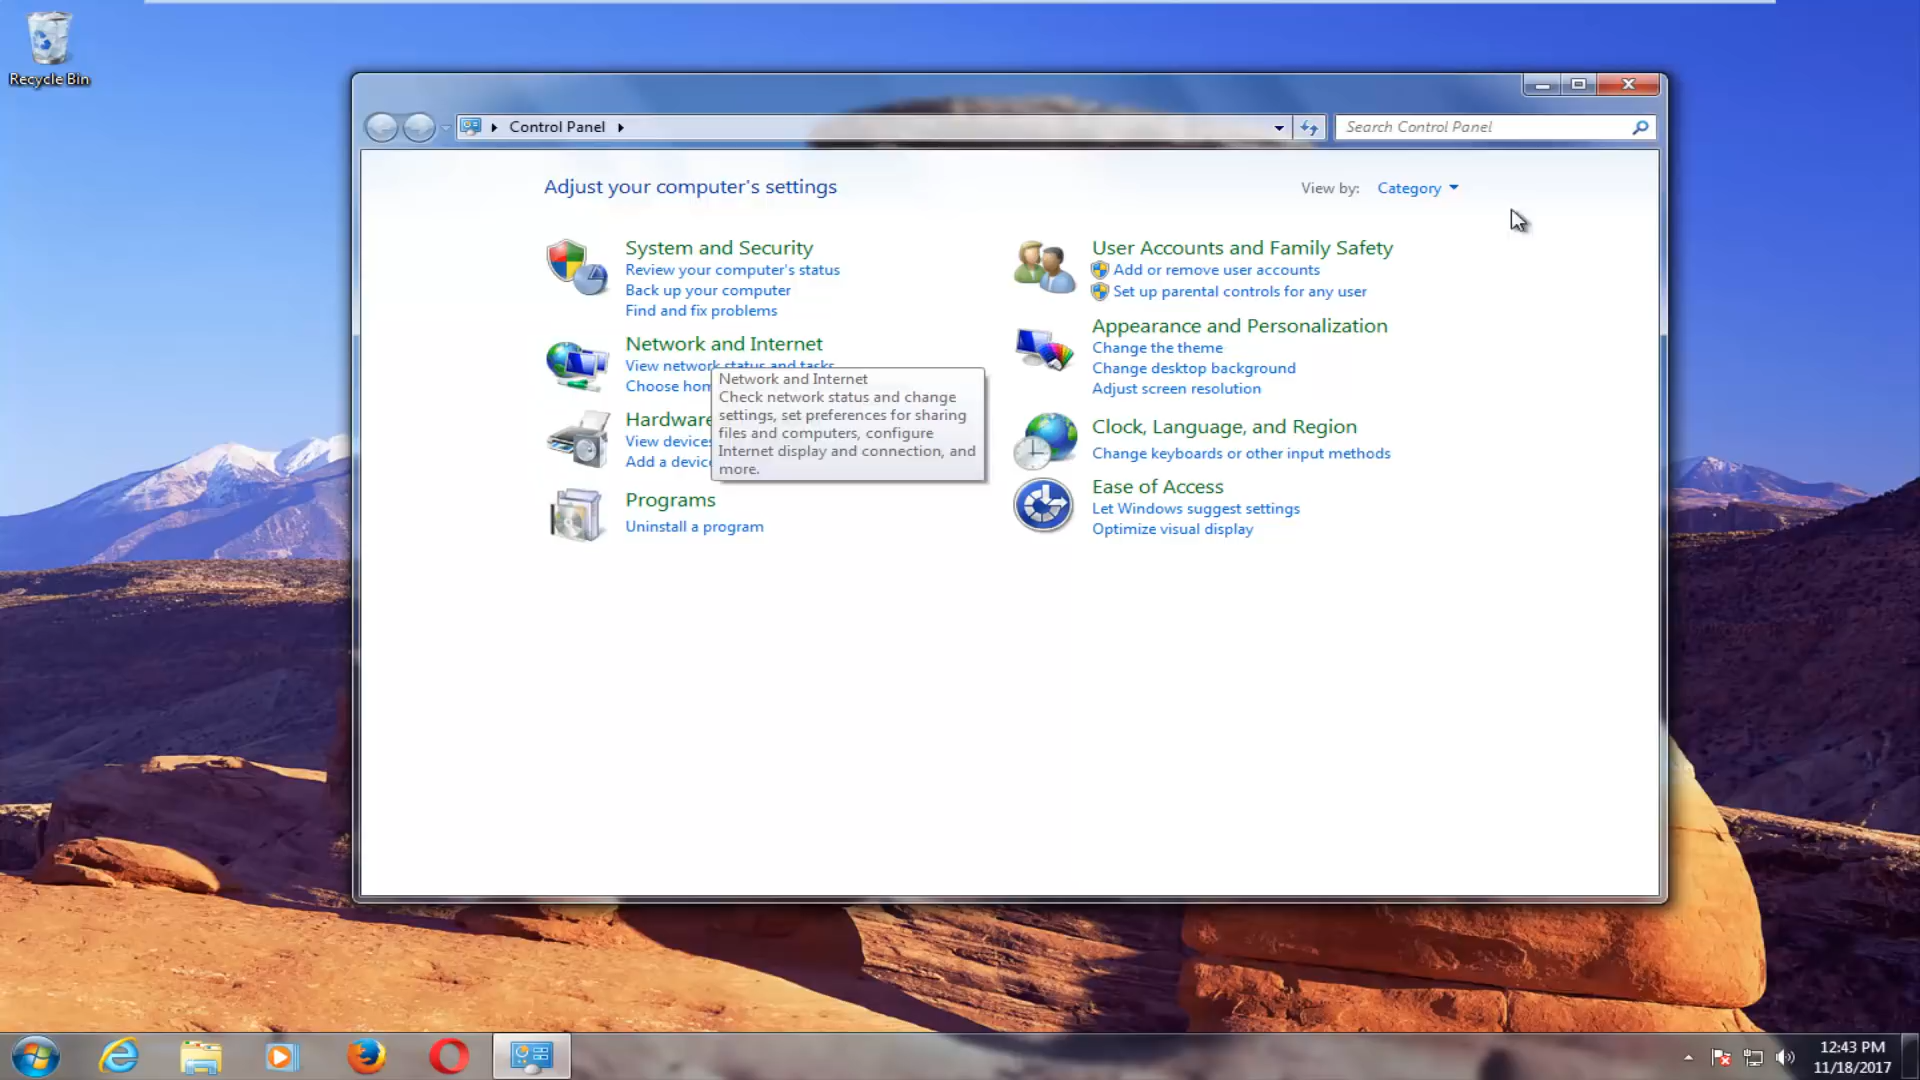 Recycle Bin
Control Panel
Search Control Panel
Adjust your computer's settings
View by: Category
System and Security
Review your computer's status
Back up your computer
Find and fix problems
Network and Internet
View network status and tasks
Choose hom
Network and Internet
Check network status and change
settings, set preferences for sharing
files and computers, configure
Internet display and connection, and
more.
Hardware
View devices
Add a device
Programs
Uninstall a program
User Accounts and Family Safety
Add or remove user accounts
Set up parental controls for any user
Appearance and Personalization
Change the theme
Change desktop background
Adjust screen resolution
Clock, Language, and Region
Change keyboards or other input methods
Ease of Access
Let Windows suggest settings
Optimize visual display
12:43 PM
11/18/2017